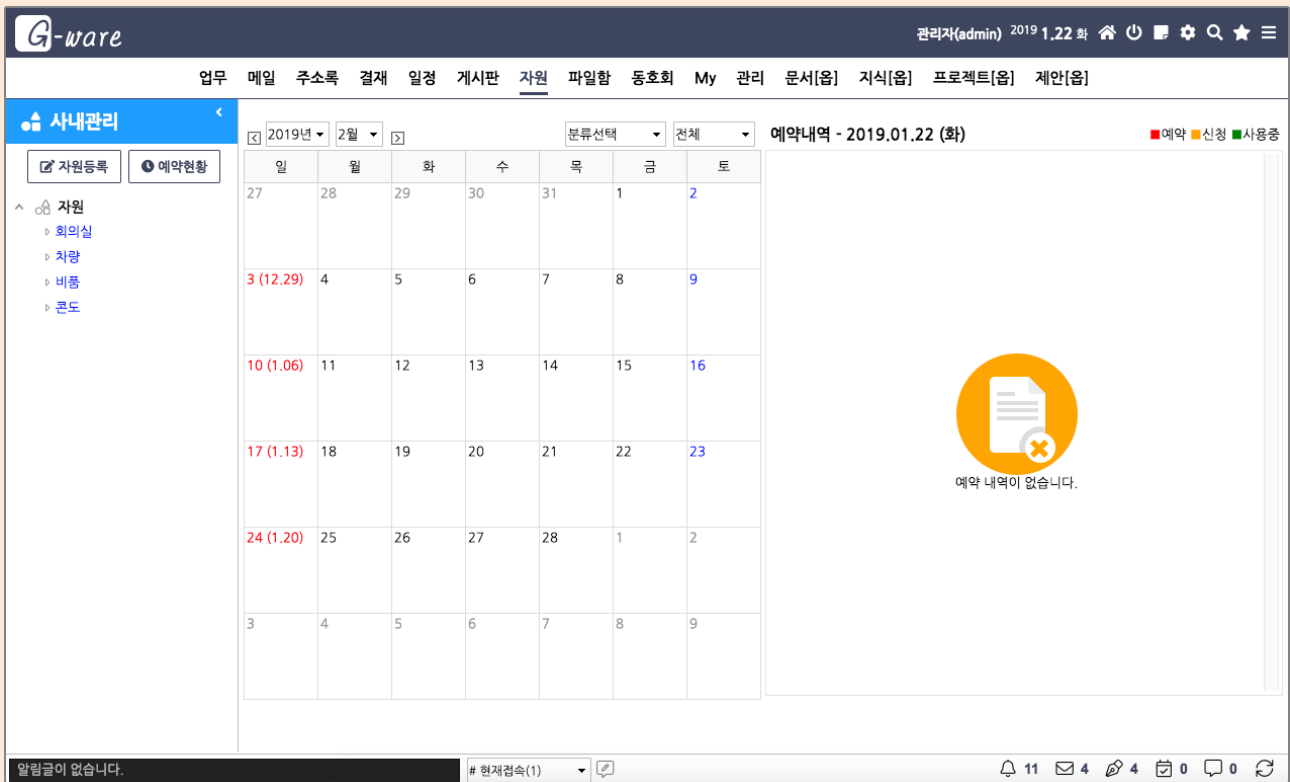 G-ware
관리자(admin) 2019 1.22 화
업무 메일 주소록 결재 일정 게시판 자원 파일함 동호회 My 관리 문서[옵] 지식[옵] 프로젝트[옵] 제안[옵]
사내관리
자원등록 예약현황
자원
회의실
차량
비품
콘도
2019년 2월 분류선택 전체
일 월 화 수 목 금 토
27 28 29 30 31 1 2
3 (12.29) 4 5 6 7 8 9
10 (1.06) 11 12 13 14 15 16
17 (1.13) 18 19 20 21 22 23
24 (1.20) 25 26 27 28 1 2
3 4 5 6 7 8 9
예약내역 - 2019.01.22 (화) 예약 신청 사용중
예약 내역이 없습니다.
알림글이 없습니다. # 현재접속(1) 11 4 4 0 0